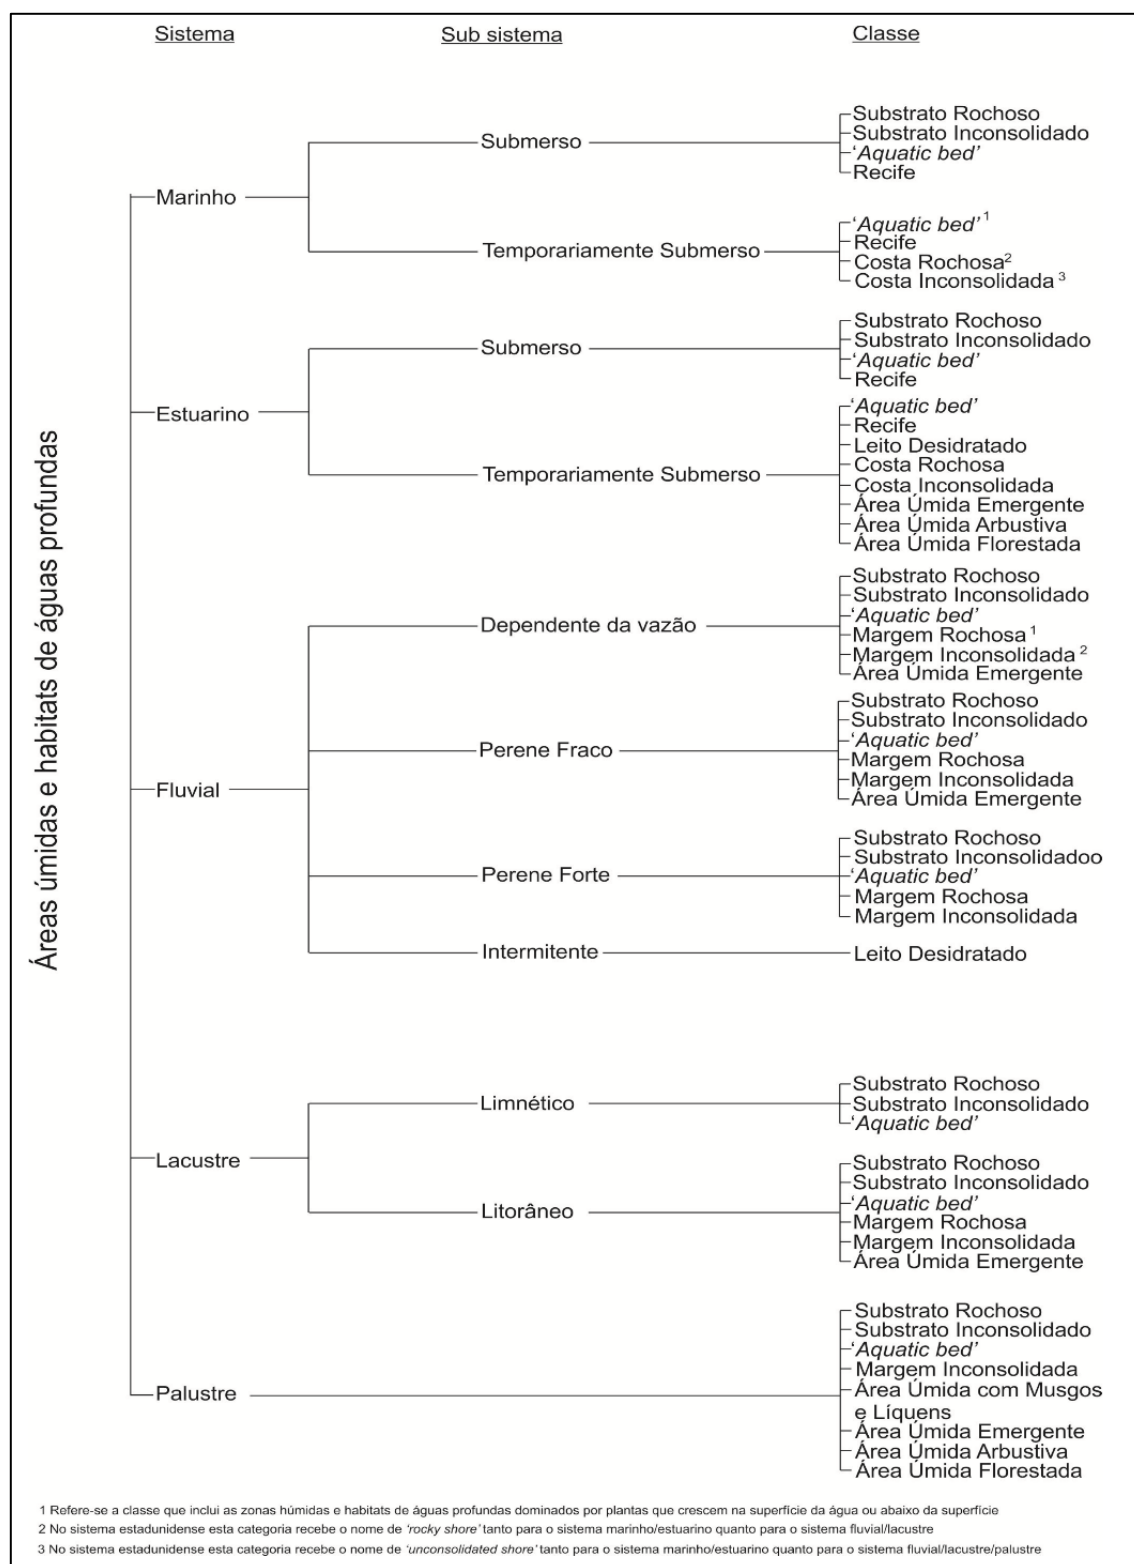 Sistema Sub sistema Classe
Áreas úmidas e habitats de águas profundas
Marinho
Submerso
Substrato Rochoso
Substrato Inconsolidado
‘Aquatic bed’
Recife
Temporariamente Submerso
‘Aquatic bed’ 1
Recife
Costa Rochosa2
Costa Inconsolidada 3
Estuarino
Submerso
Substrato Rochoso
Substrato Inconsolidado
‘Aquatic bed’
Recife
Temporariamente Submerso
‘Aquatic bed’
Recife
Leito Desidratado
Costa Rochosa
Costa Inconsolidada
Área Úmida Emergente
Área Úmida Arbustiva
Área Úmida Florestada
Fluvial
Dependente da vazão
Substrato Rochoso
Substrato Inconsolidado
‘Aquatic bed’
Margem Rochosa 1
Margem Inconsolidada 2
Área Úmida Emergente
Perene Fraco
Substrato Rochoso
Substrato Inconsolidado
‘Aquatic bed’
Margem Rochosa
Margem Inconsolidada
Área Úmida Emergente
Perene Forte
Substrato Rochoso
Substrato Inconsolidadoo
‘Aquatic bed’
Margem Rochosa
Margem Inconsolidada
Intermitente
Leito Desidratado
Lacustre
Limnético
Substrato Rochoso
Substrato Inconsolidado
‘Aquatic bed’
Litorâneo
Substrato Rochoso
Substrato Inconsolidado
‘Aquatic bed’
Margem Rochosa
Margem Inconsolidada
Área Úmida Emergente
Palustre
Substrato Rochoso
Substrato Inconsolidado
‘Aquatic bed’
Margem Inconsolidada
Área Úmida com Musgos
e Líquens
Área Úmida Emergente
Área Úmida Arbustiva
Área Úmida Florestada
1 Refere-se a classe que inclui as zonas húmidas e habitats de águas profundas dominados por plantas que crescem na superfície da água ou abaixo da superfície
2 No sistema estadunidense esta categoria recebe o nome de ‘rocky shore’ tanto para o sistema marinho/estuarino quanto para o sistema fluvial/lacustre
3 No sistema estadunidense esta categoria recebe o nome de ‘unconsolidated shore’ tanto para o sistema marinho/estuarino quanto para o sistema fluvial/lacustre/palustre